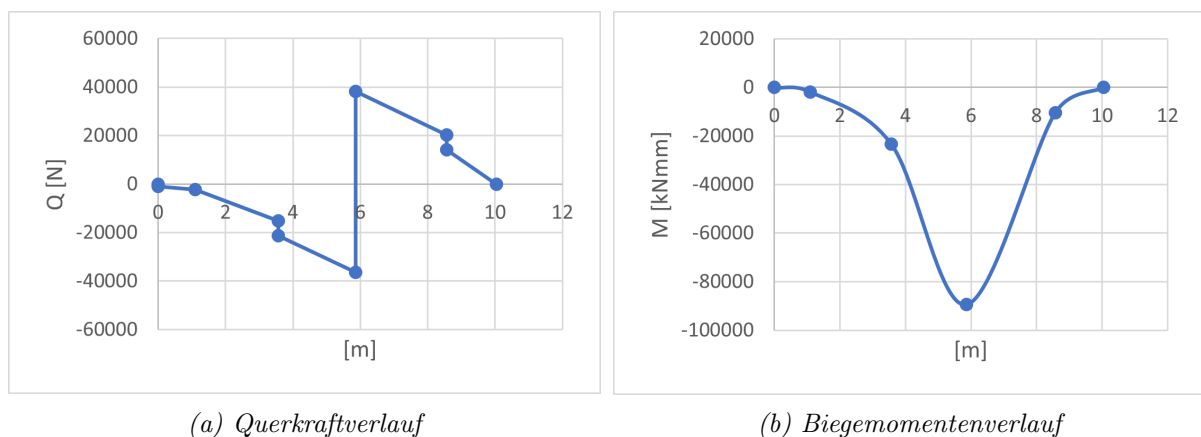 60000
40000
20000
0
-20000
-40000
-60000
0 2 4 6 8 10 12
Q [N]
[m]
20000
0
-20000
-40000
-60000
-80000
-100000
0 2 4 6 8 10 12
M [kNmm]
[m]
(a) Querkraftverlauf
(b) Biegemomentenverlauf